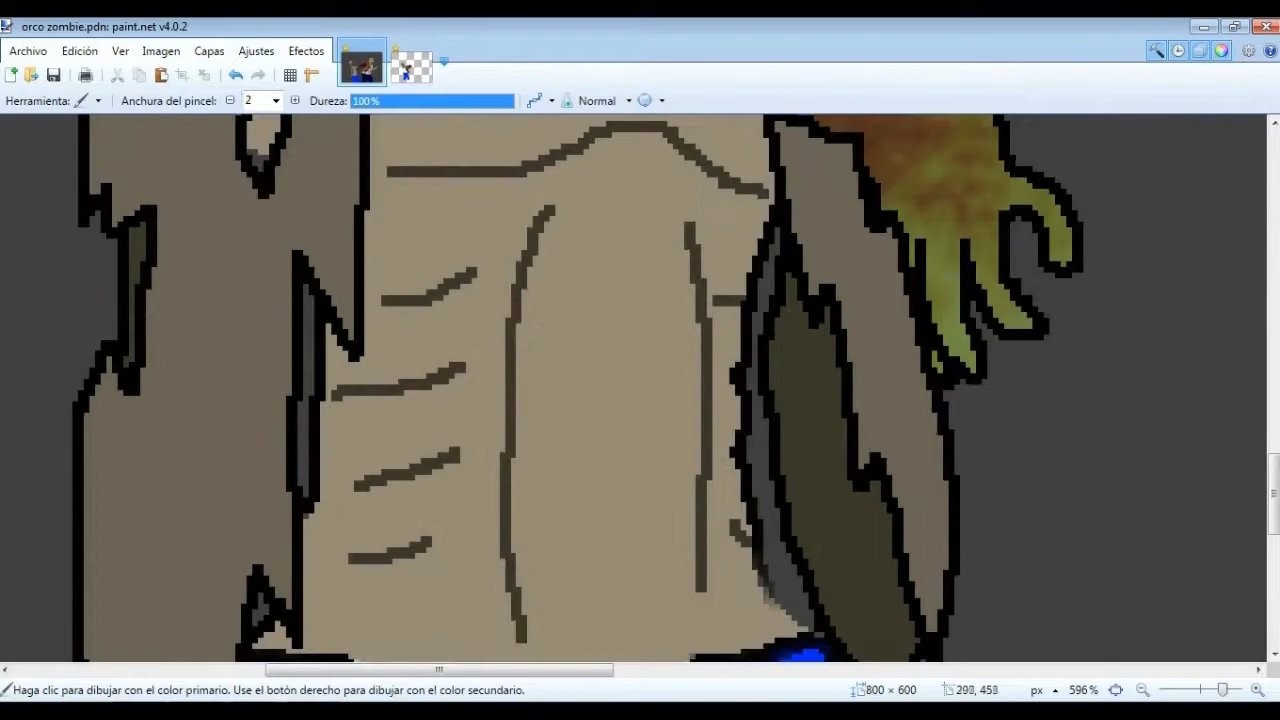 orco zombie.pdn: paint.net v4.0.2
Archivo Edición Ver Imagen Capas Ajustes Efectos
Herramienta: Anchura del pincel: 2 Dureza: 100% Normal
Haga clic para dibujar con el color primario. Use el botón derecho para dibujar con el color secundario. 800 × 600 px 596%